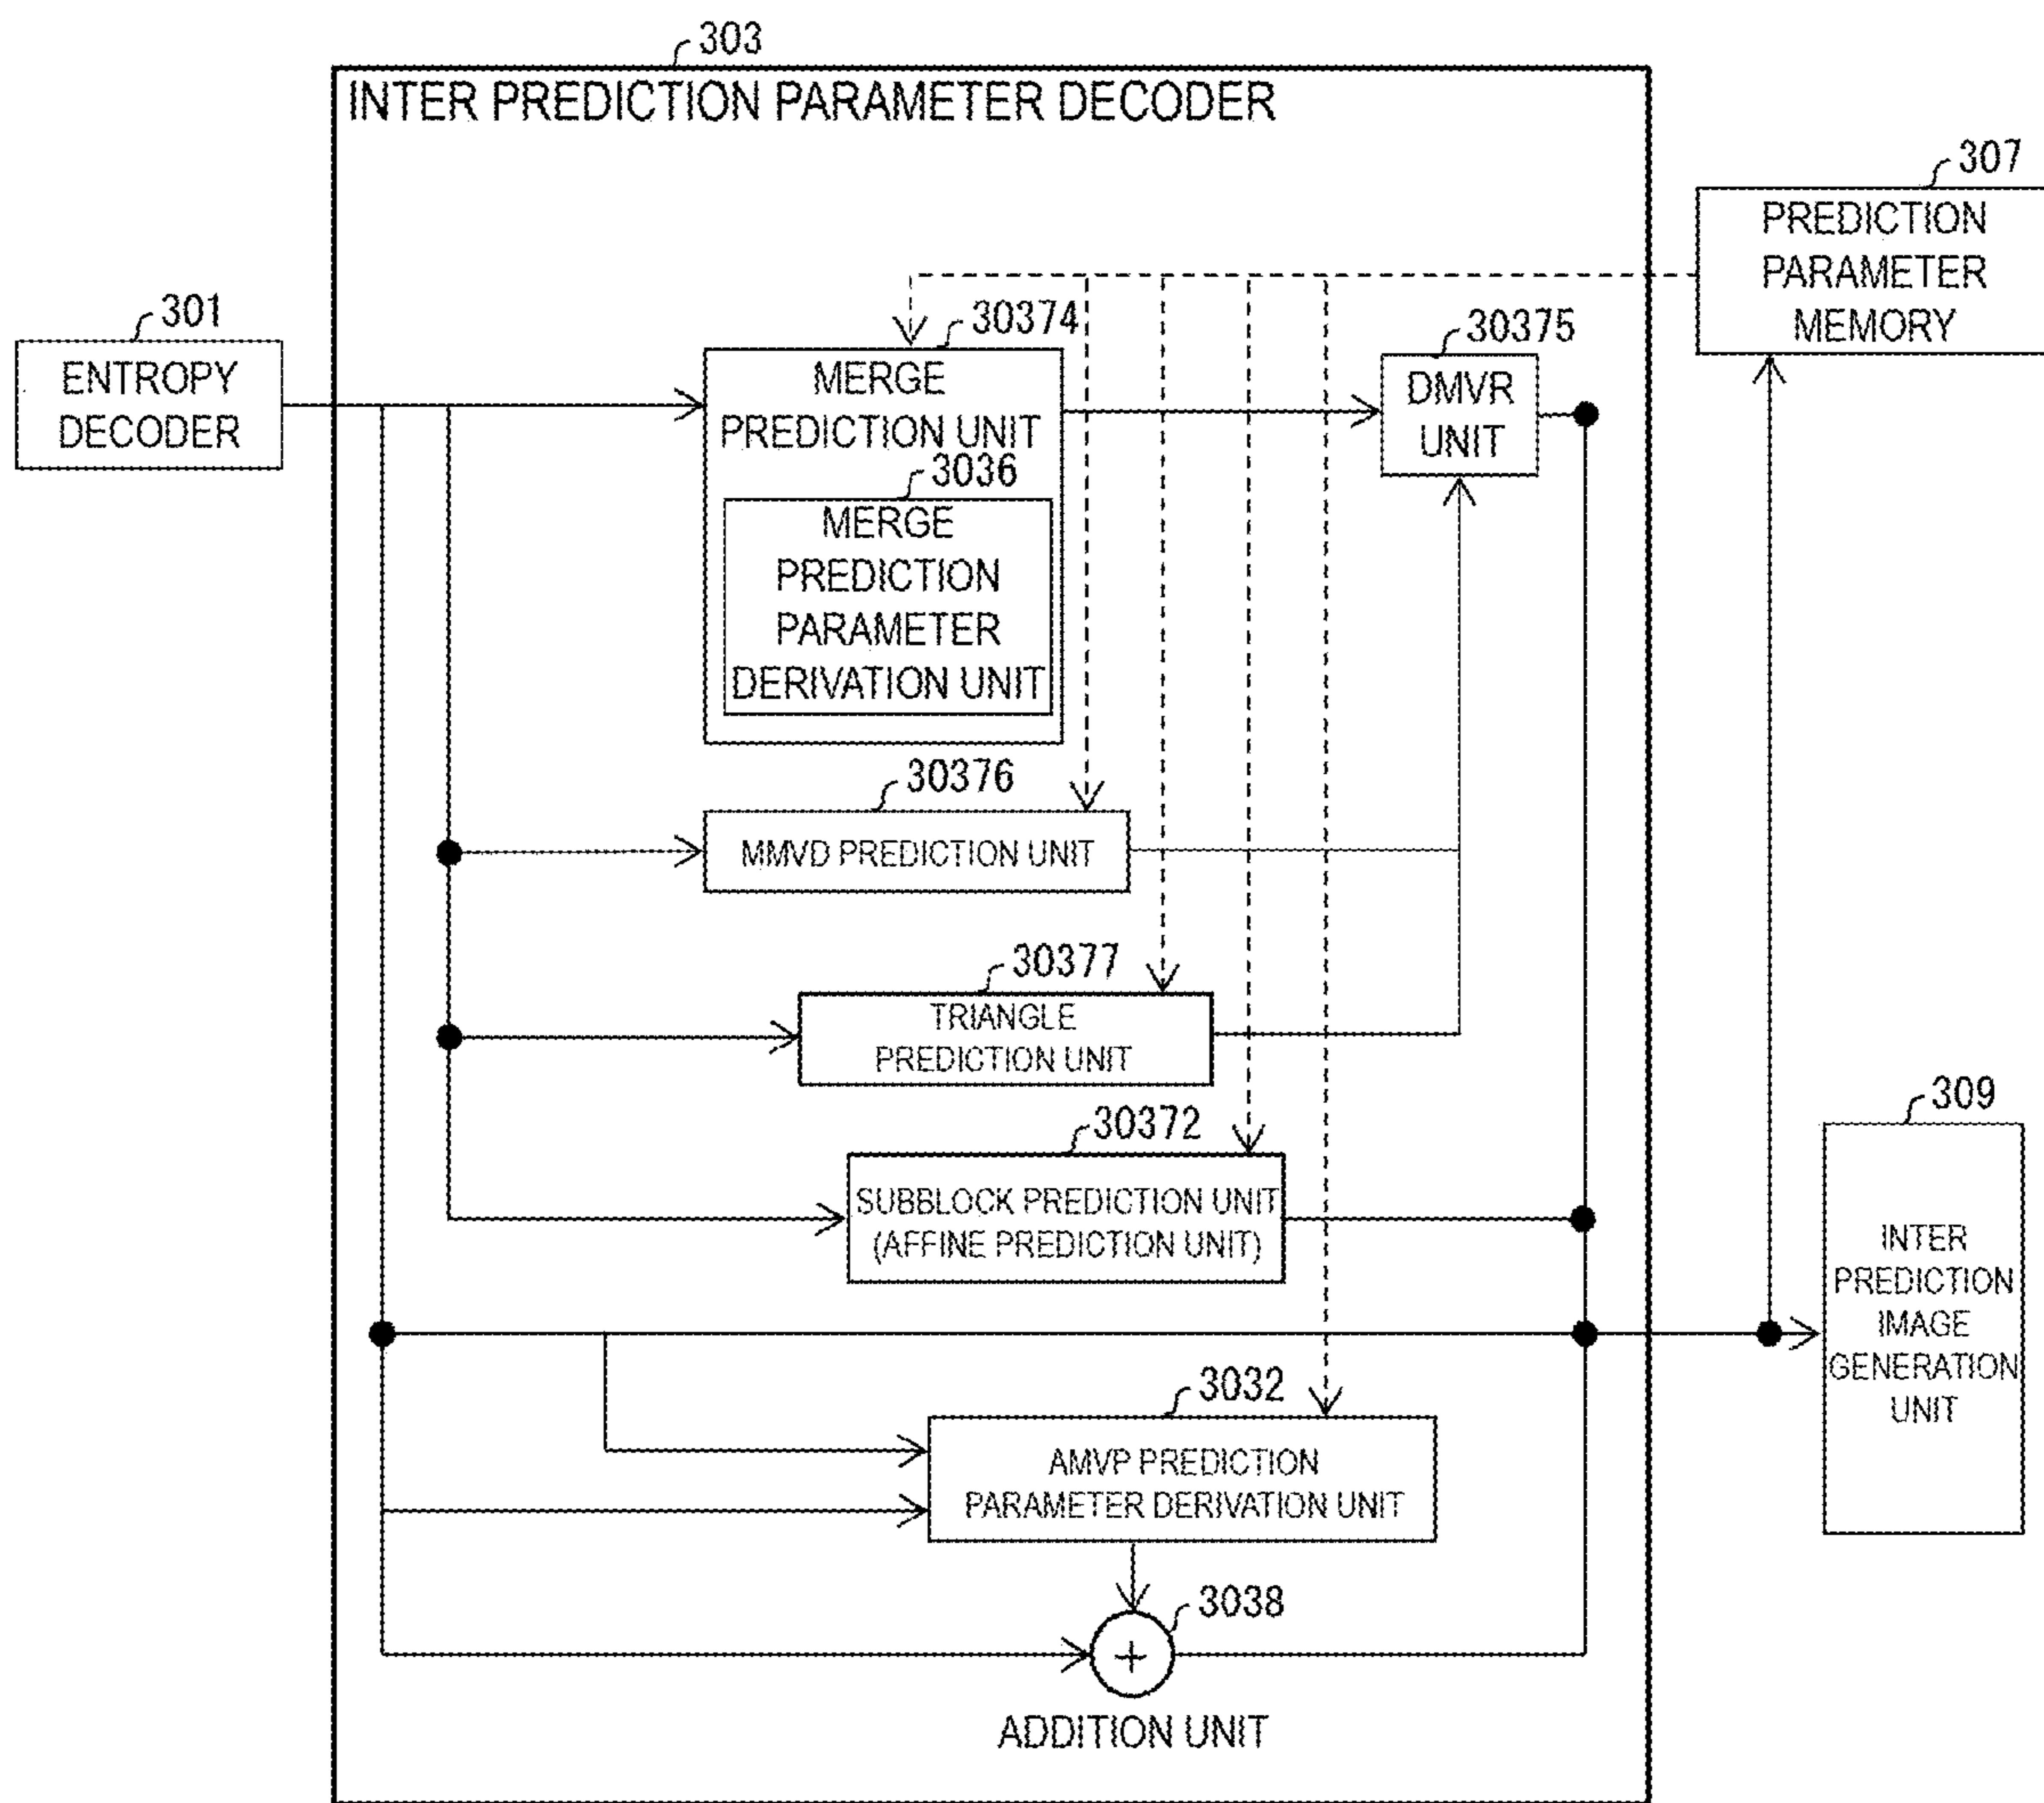 303
INTER PREDICTION PARAMETER DECODER
307
PREDICTION
PARAMETER
MEMORY
301
ENTROPY
DECODER
30374
MERGE
PREDICTION UNIT
3036
MERGE
PREDICTION
PARAMETER
DERIVATION UNIT
30375
DMVR
UNIT
30376
MMVD PREDICTION UNIT
30377
TRIANGLE
PREDICTION UNIT
30372
SUBBLOCK PREDICTION UNIT
(AFFINE PREDICTION UNIT)
309
INTER
PREDICTION
IMAGE
GENERATION
UNIT
3032
AMVP PREDICTION
PARAMETER DERIVATION UNIT
3038
+
ADDITION UNIT